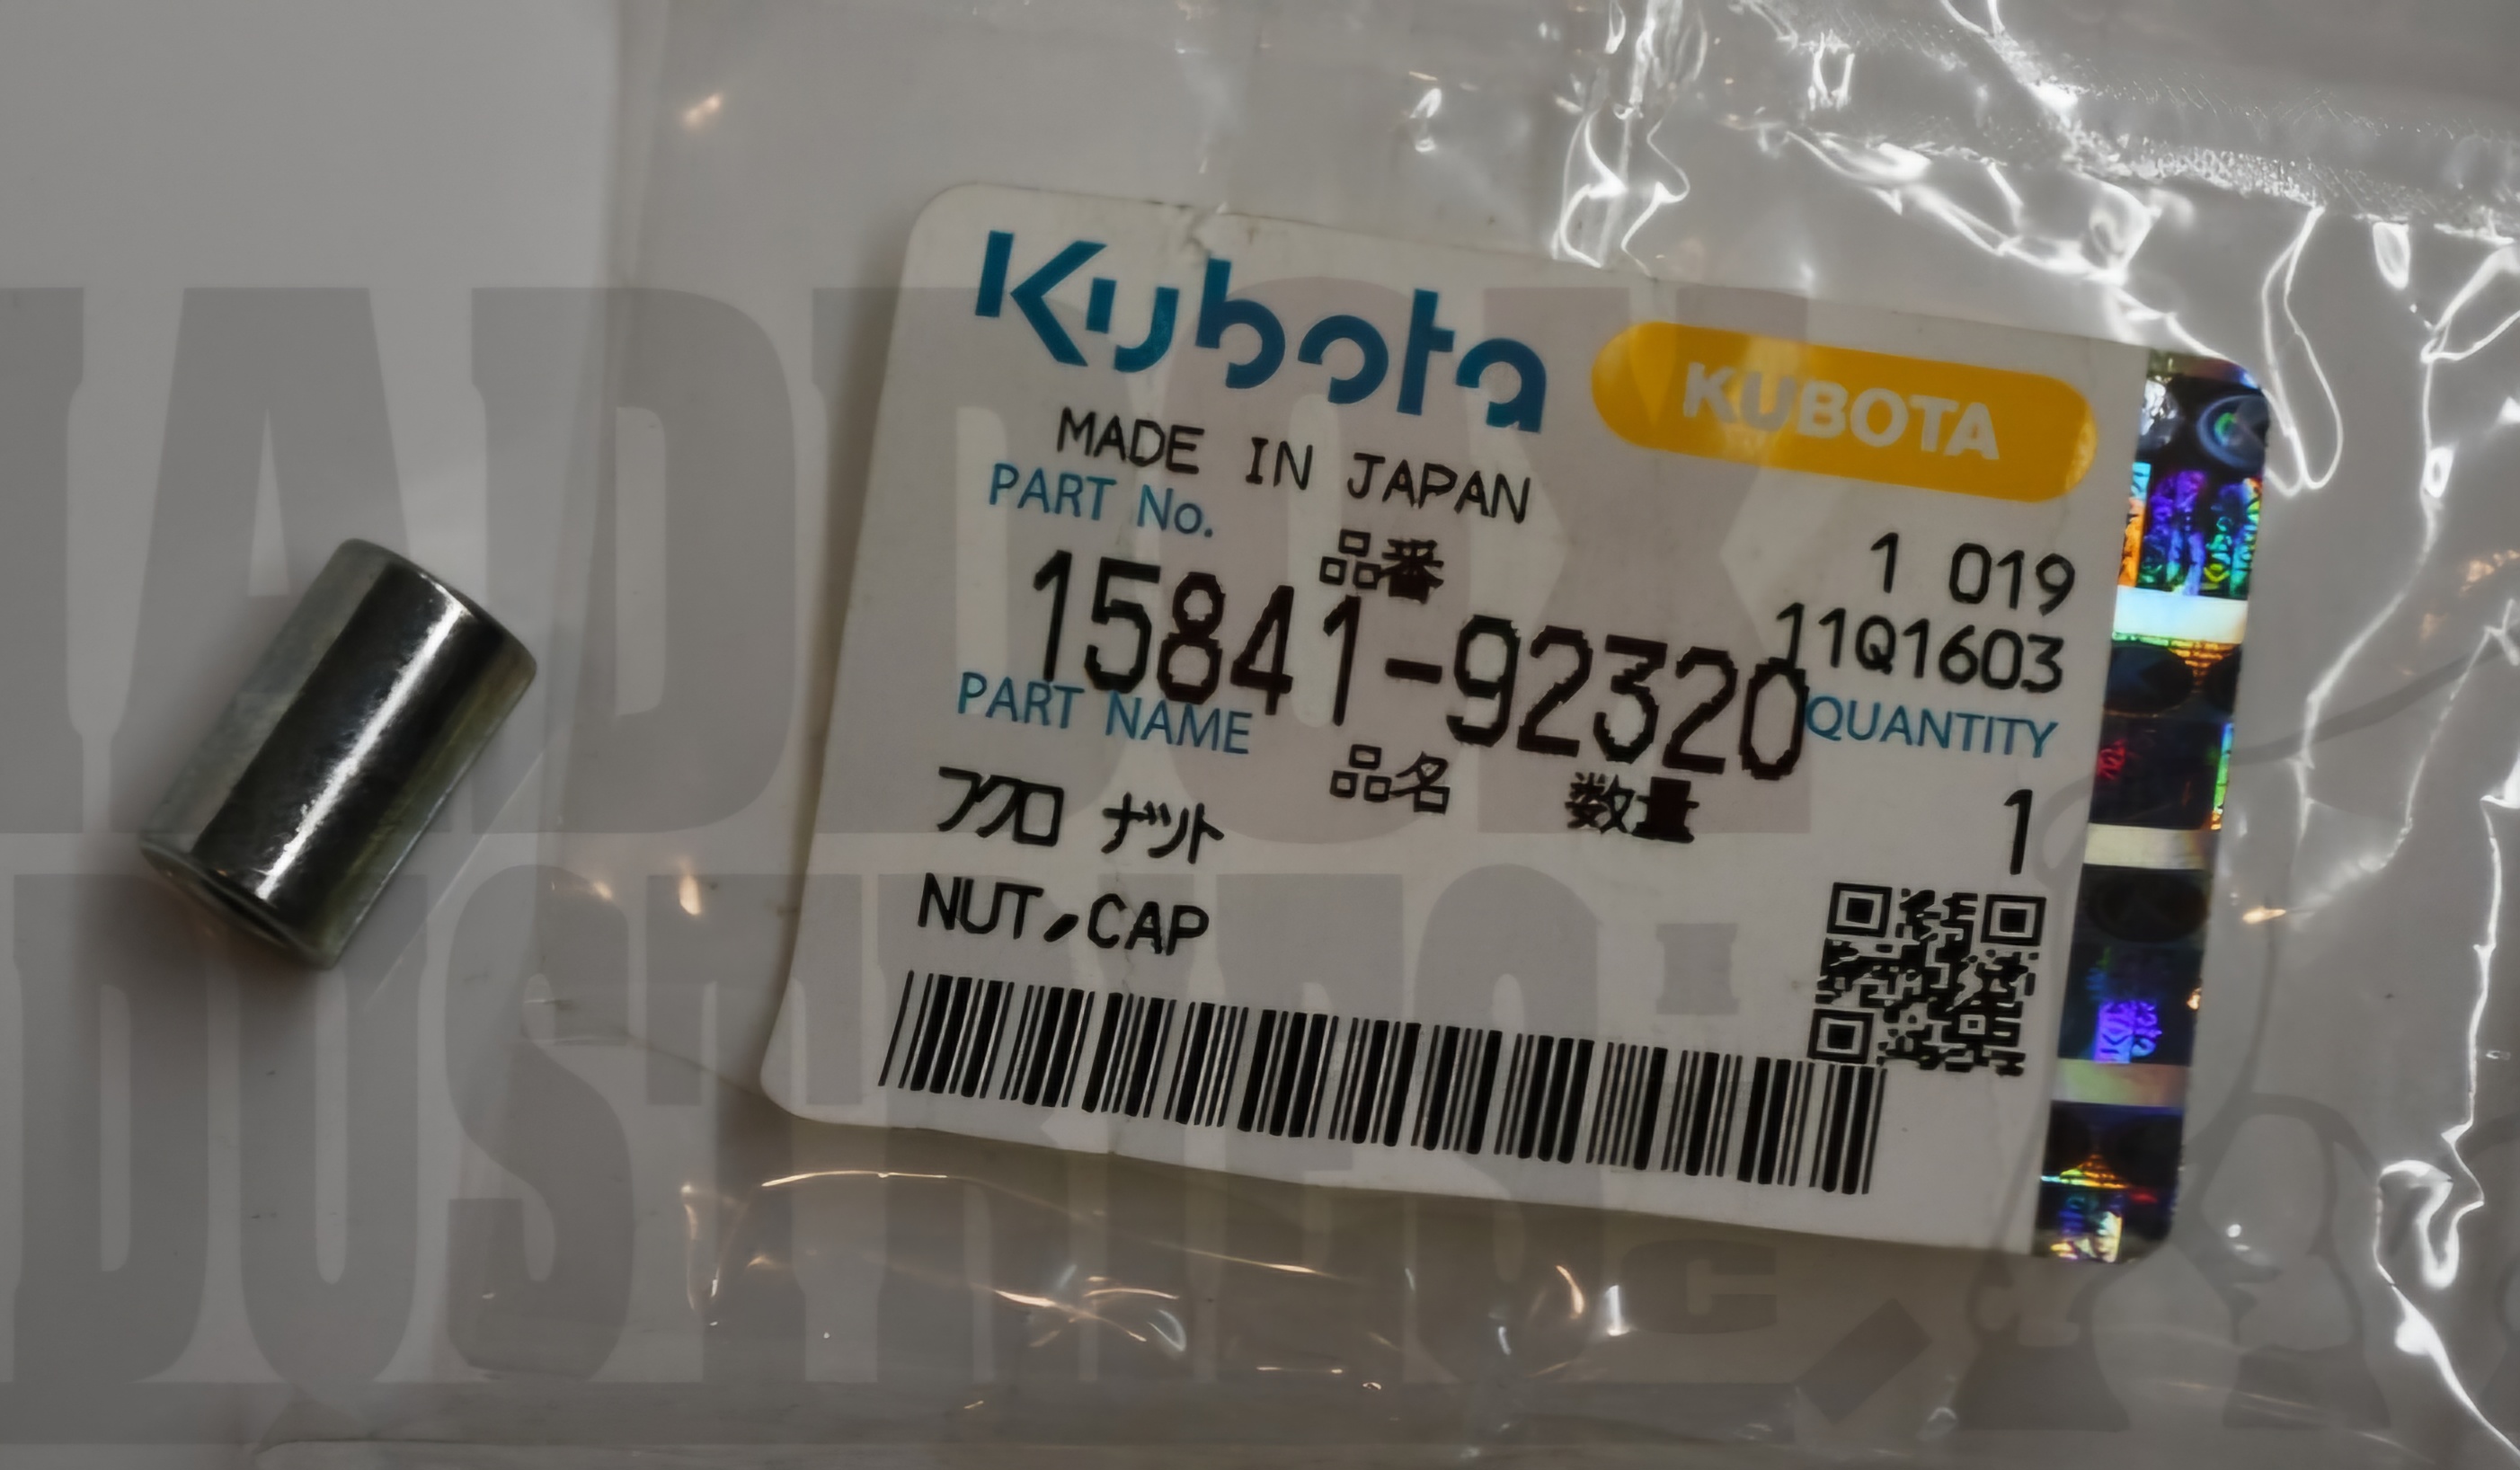 Kubota
KUBOTA
MADE IN JAPAN
PART No.
品番
1 019
15841-92320
11Q1603
PART NAME
品名
数量
QUANTITY
フクロ ナット
1
NUT,CAP